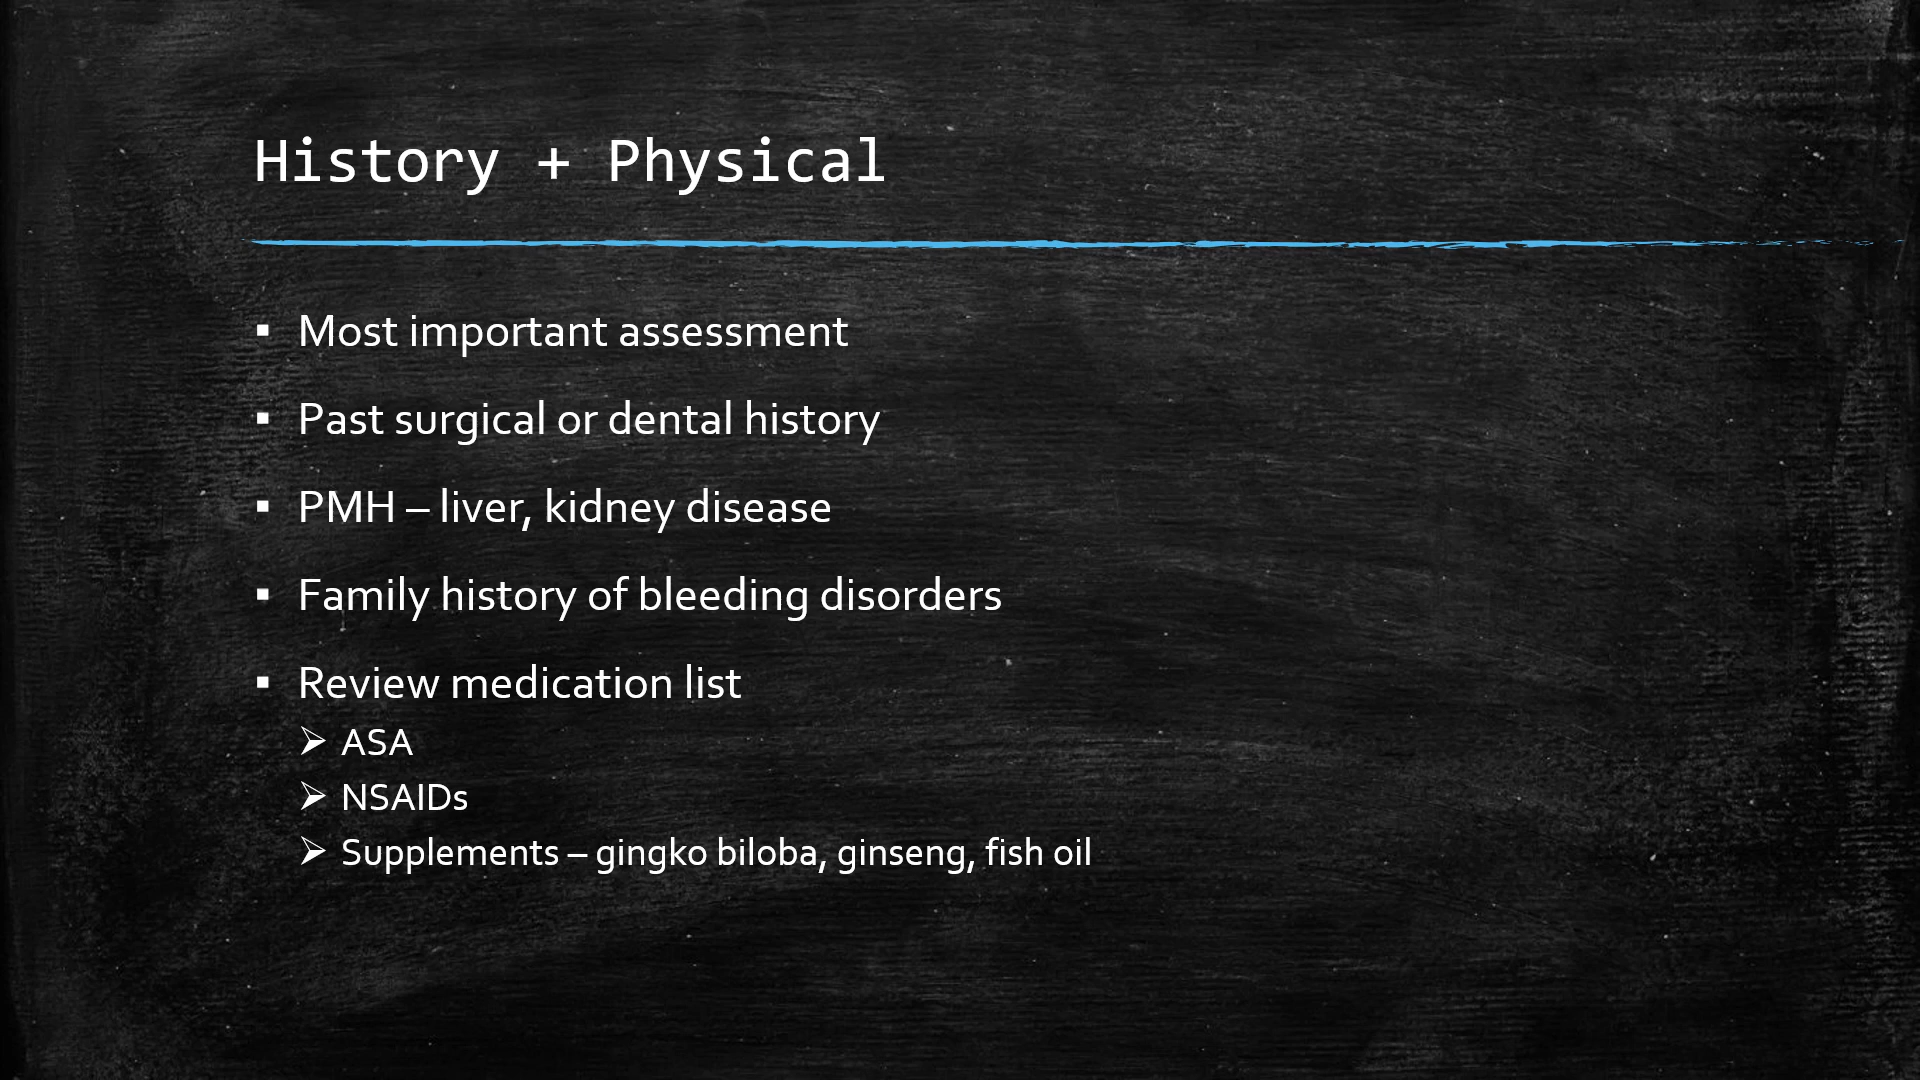 History + Physical
▪ Most important assessment
▪ Past surgical or dental history
▪ PMH – liver, kidney disease
▪ Family history of bleeding disorders
▪ Review medication list
➢ ASA
➢ NSAIDs
➢ Supplements – gingko biloba, ginseng, fish oil